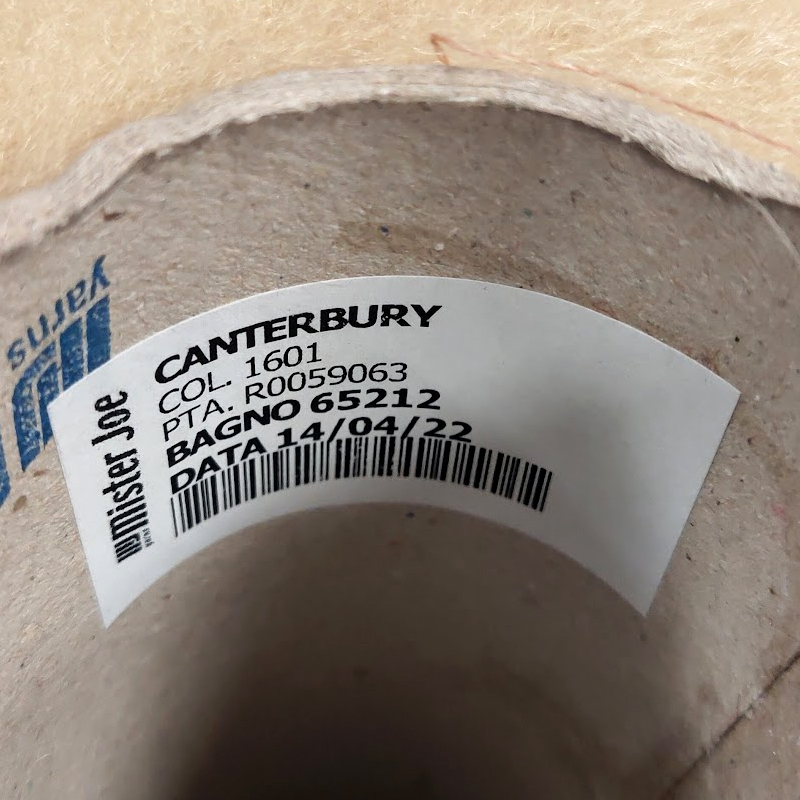 CANTERBURY
COL. 1601
PTA. R0059063
BAGNO 65212
DATA 14/04/22
Mister Joe
yarns